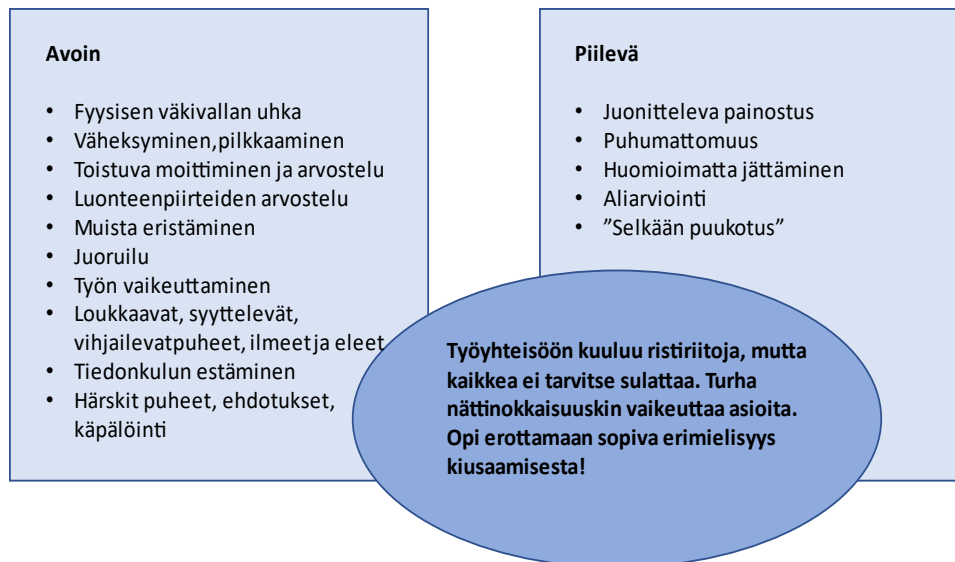 Avoin
• Fyysisen väkivallan uhka
• Väheksyminen,pilkkaaminen
• Toistuva moittiminen ja arvostelu
• Luonteenpiirteiden arvostelu
• Muista eristäminen
• Juoruilu
• Työn vaikeuttaminen
• Loukkaavat, syyttelevät,
vihjailevatpuheet, ilmeet ja eleet
• Tiedonkulun estäminen
• Härskit puheet, ehdotukset,
käpälöinti
Piilevä
• Juonitteleva painostus
• Puhumattomuus
• Huomioimatta jättäminen
• Aliarviointi
• ”Selkään puukotus”
Työyhteisöön kuuluu ristiriitoja, mutta
kaikkea ei tarvitse sulattaa. Turha
nättinokkaisuuskin vaikeuttaa asioita.
Opi erottamaan sopiva erimielisyys
kiusaamisesta!